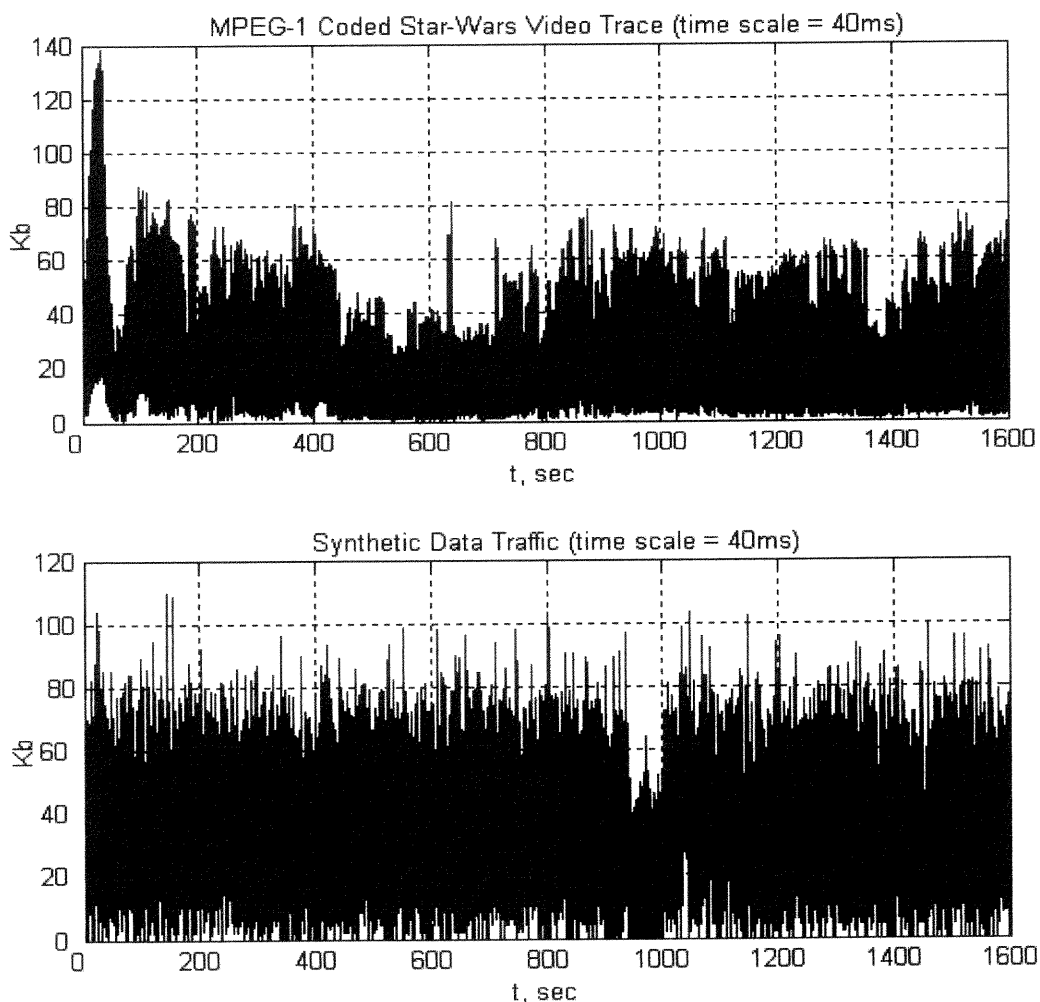 MPEG-1 Coded Star-Wars Video Trace (time scale = 40ms)
140
120
100
80
60
40
20
0
Kb
0 200 400 600 800 1000 1200 1400 1600
t, sec
Synthetic Data Traffic (time scale = 40ms)
120
100
80
60
40
20
0
Kb
0 200 400 600 800 1000 1200 1400 1600
t, sec